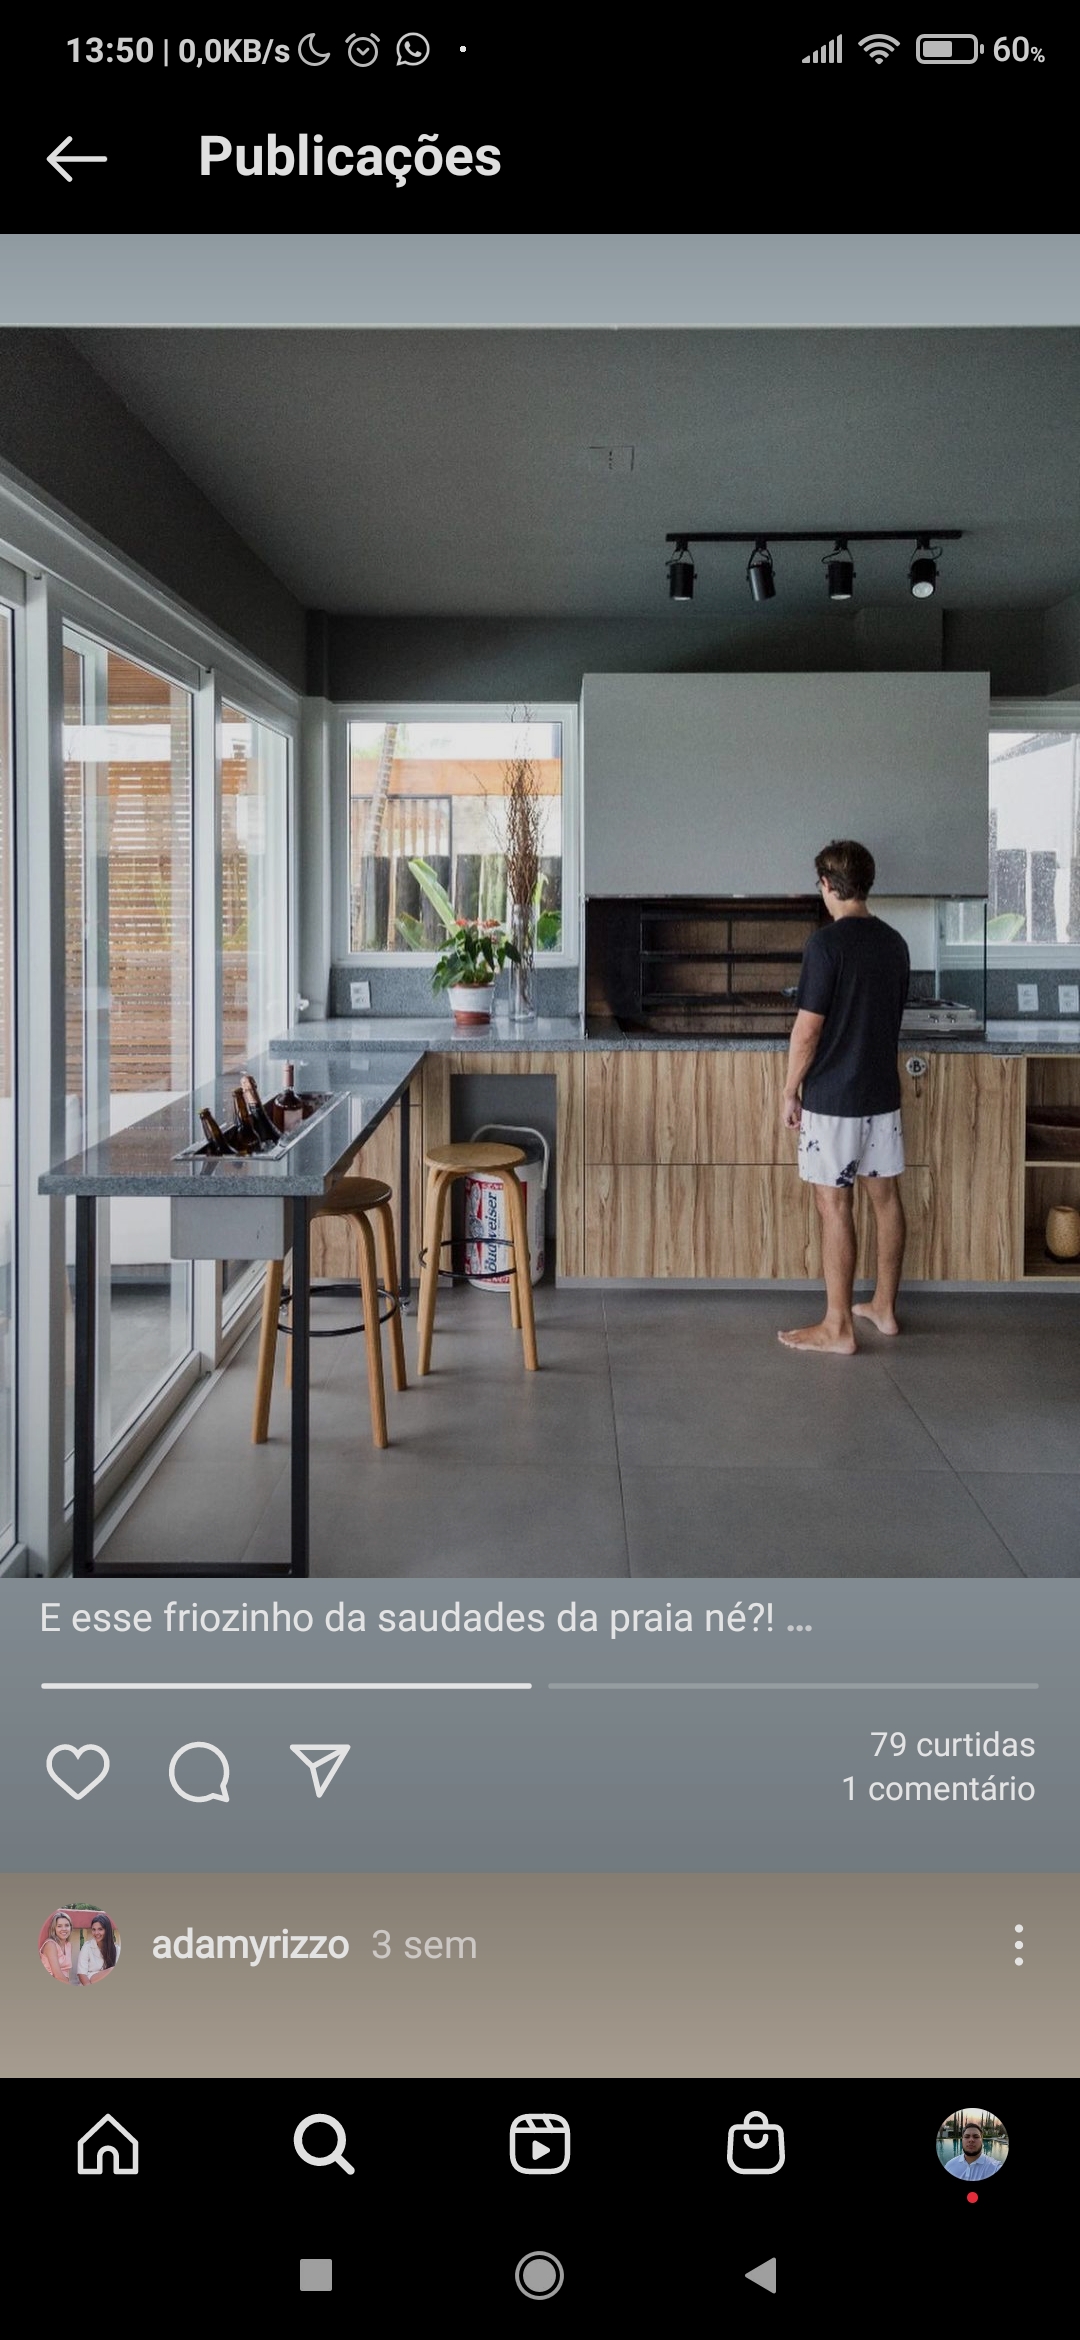 13:50 | 0,0KB/s
60%
Publicações
Budweiser
E esse friozinho da saudades da praia né?! ...
79 curtidas
1 comentário
adamyrizzo 3 sem